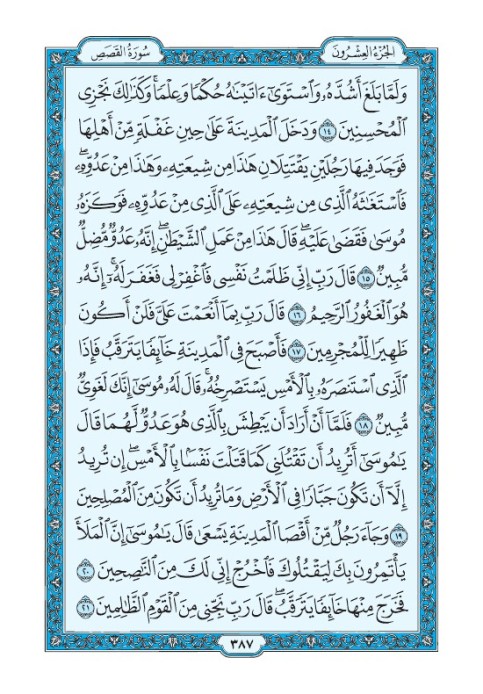 الجُزْءُ العِشْرُونَ
سُورَةُ القَصَصِ
وَلَمَّا بَلَغَ أَشُدَّهُۥ وَٱسْتَوَىٰٓ ءَاتَيْنَٰهُ حُكْمًا وَعِلْمًا ۚ وَكَذَٰلِكَ نَجْزِى
ٱلْمُحْسِنِينَ ١٤ وَدَخَلَ ٱلْمَدِينَةَ عَلَىٰ حِينِ غَفْلَةٍ مِّنْ أَهْلِهَا
فَوَجَدَ فِيهَا رَجُلَيْنِ يَقْتَتِلَانِ هَٰذَا مِن شِيعَتِهِۦ وَهَٰذَا مِنْ عَدُوِّهِۦ ۖ
فَٱسْتَغَٰثَهُ ٱلَّذِى مِن شِيعَتِهِۦ عَلَى ٱلَّذِى مِنْ عَدُوِّهِۦ فَوَكَزَهُۥ
مُوسَىٰ فَقَضَىٰ عَلَيْهِ ۖ قَالَ هَٰذَا مِنْ عَمَلِ ٱلشَّيْطَٰنِ ۖ إِنَّهُۥ عَدُوٌّ مُّضِلٌّ
مُّبِينٌ ١٥ قَالَ رَبِّ إِنِّى ظَلَمْتُ نَفْسِى فَٱغْفِرْ لِى فَغَفَرَ لَهُۥٓ ۚ إِنَّهُۥ
هُوَ ٱلْغَفُورُ ٱلرَّحِيمُ ١٦ قَالَ رَبِّ بِمَآ أَنْعَمْتَ عَلَىَّ فَلَنْ أَكُونَ
ظَهِيرًا لِّلْمُجْرِمِينَ ١٧ فَأَصْبَحَ فِى ٱلْمَدِينَةِ خَآئِفًا يَتَرَقَّبُ فَإِذَا
ٱلَّذِى ٱسْتَنصَرَهُۥ بِٱلْأَمْسِ يَسْتَصْرِخُهُۥ ۚ قَالَ لَهُۥ مُوسَىٰٓ إِنَّكَ لَغَوِىٌّ
مُّبِينٌ ١٨ فَلَمَّآ أَنْ أَرَادَ أَن يَبْطِشَ بِٱلَّذِى هُوَ عَدُوٌّ لَّهُمَا قَالَ
يَٰمُوسَىٰٓ أَتُرِيدُ أَن تَقْتُلَنِى كَمَا قَتَلْتَ نَفْسًۢا بِٱلْأَمْسِ ۖ إِن تُرِيدُ
إِلَّآ أَن تَكُونَ جَبَّارًا فِى ٱلْأَرْضِ وَمَا تُرِيدُ أَن تَكُونَ مِنَ ٱلْمُصْلِحِينَ
١٩ وَجَآءَ رَجُلٌ مِّنْ أَقْصَا ٱلْمَدِينَةِ يَسْعَىٰ قَالَ يَٰمُوسَىٰٓ إِنَّ ٱلْمَلَأَ
يَأْتَمِرُونَ بِكَ لِيَقْتُلُوكَ فَٱخْرُجْ إِنِّى لَكَ مِنَ ٱلنَّٰصِحِينَ ٢٠
فَخَرَجَ مِنْهَا خَآئِفًا يَتَرَقَّبُ ۖ قَالَ رَبِّ نَجِّنِى مِنَ ٱلْقَوْمِ ٱلظَّٰلِمِينَ ٢١
٣٨٧